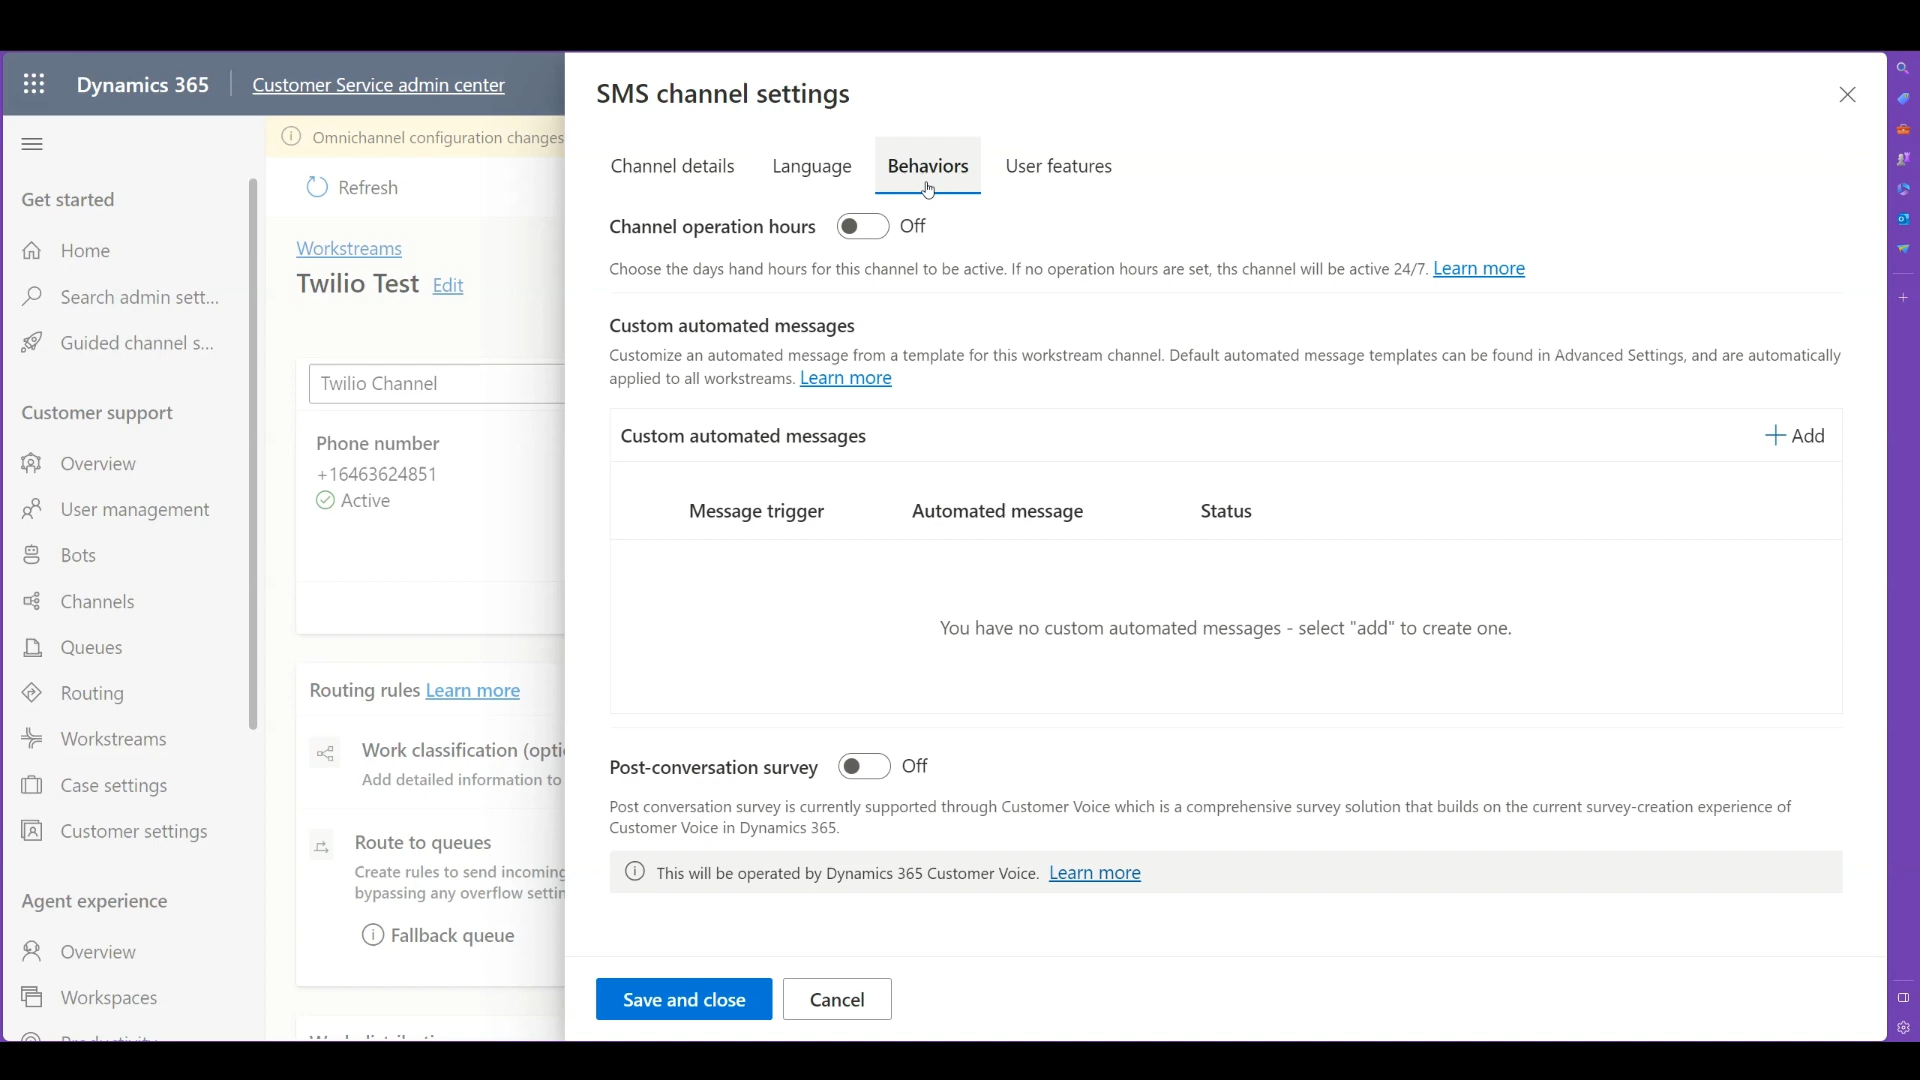 Dynamics 365
Customer Service admin center
Get started
Home
Search admin sett...
Guided channel s...
Customer support
Overview
User management
Bots
Channels
Queues
Routing
Workstreams
Case settings
Customer settings
Agent experience
Overview
Workspaces
Productivity
Omnichannel configuration changes
Refresh
Workstreams
Twilio Test Edit
Twilio Channel
Phone number
+16463624851
Active
Routing rules Learn more
Work classification (opti
Add detailed information to
Route to queues
Create rules to send incoming
bypassing any overflow settin
Fallback queue
SMS channel settings
Channel details Language Behaviors User features
Channel operation hours Off
Choose the days hand hours for this channel to be active. If no operation hours are set, ths channel will be active 24/7. Learn more
Custom automated messages
Customize an automated message from a template for this workstream channel. Default automated message templates can be found in Advanced Settings, and are automatically
applied to all workstreams. Learn more
Custom automated messages + Add
Message trigger Automated message Status
You have no custom automated messages - select "add" to create one.
Post-conversation survey Off
Post conversation survey is currently supported through Customer Voice which is a comprehensive survey solution that builds on the current survey-creation experience of
Customer Voice in Dynamics 365.
This will be operated by Dynamics 365 Customer Voice. Learn more
Save and close Cancel